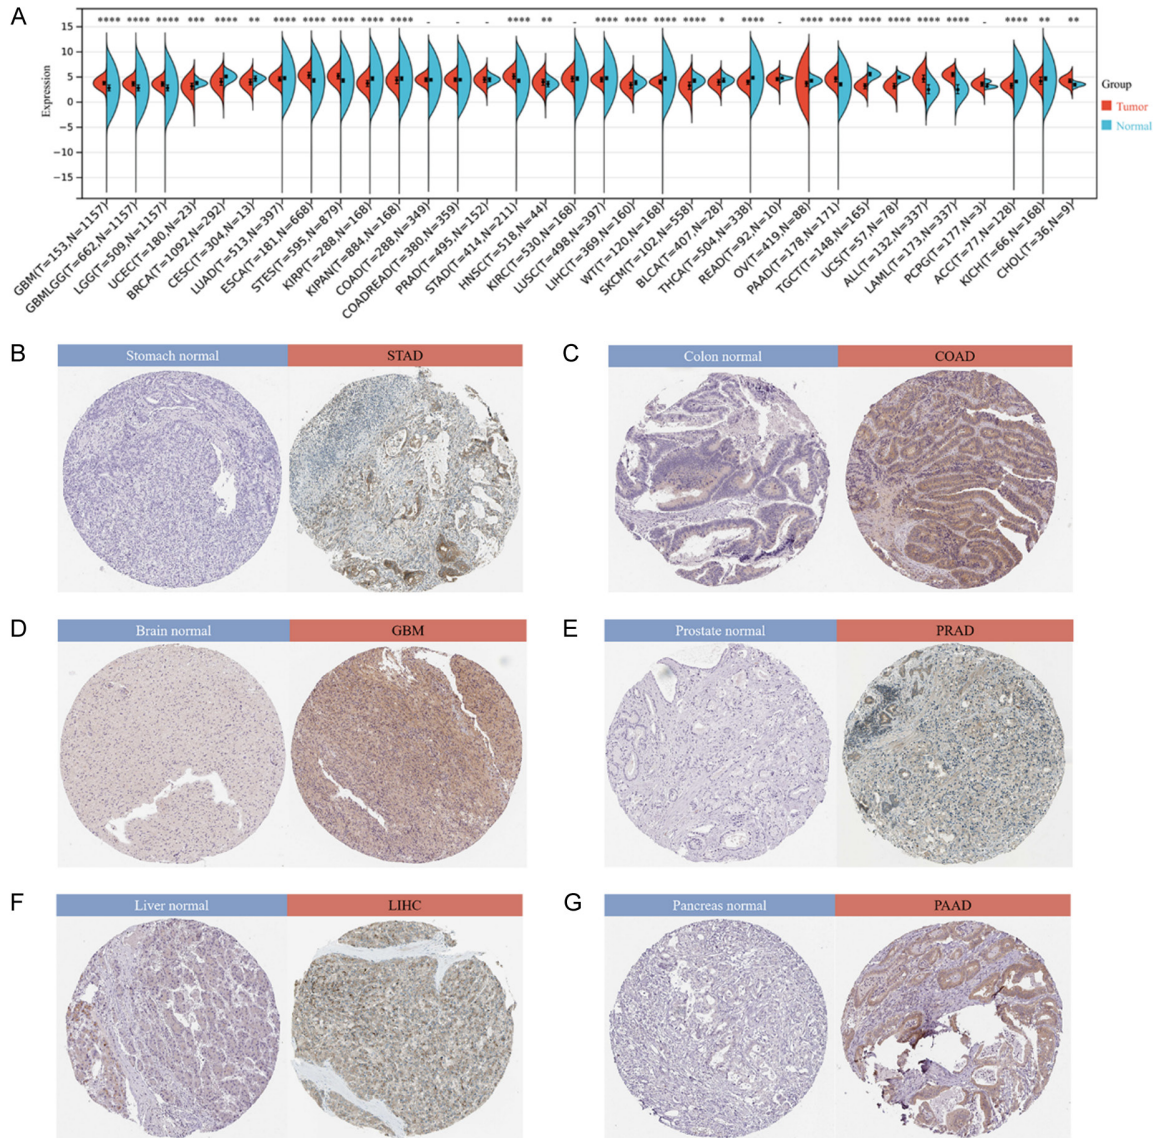 A
**** **** **** *** **** ** **** **** **** **** **** - - - **** ** - **** **** **** **** * **** - **** **** **** **** **** **** - **** ** **
Expression
15
10
5
0
−5
−10
−15
Group
Tumor
Normal
GBM(T=153,N=1157)
GBMLGG(T=662,N=1157)
LGG(T=509,N=1157)
UCEC(T=180,N=23)
BRCA(T=1092,N=292)
CESC(T=304,N=13)
LUAD(T=513,N=397)
ESCA(T=181,N=668)
STES(T=595,N=879)
KIRP(T=288,N=168)
KIPAN(T=884,N=168)
COAD(T=288,N=349)
COADREAD(T=380,N=359)
PRAD(T=495,N=152)
STAD(T=414,N=211)
HNSC(T=518,N=44)
KIRC(T=530,N=168)
LUSC(T=498,N=397)
LIHC(T=369,N=160)
WT(T=120,N=168)
SKCM(T=102,N=558)
BLCA(T=407,N=28)
THCA(T=504,N=338)
READ(T=92,N=10)
OV(T=419,N=88)
PAAD(T=178,N=171)
TGCT(T=148,N=165)
UCS(T=57,N=78)
ALL(T=132,N=337)
LAML(T=173,N=337)
PCPG(T=177,N=3)
ACC(T=77,N=128)
KICH(T=66,N=168)
CHOL(T=36,N=9)
B
Stomach normal STAD
C
Colon normal COAD
D
Brain normal GBM
E
Prostate normal PRAD
F
Liver normal LIHC
G
Pancreas normal PAAD